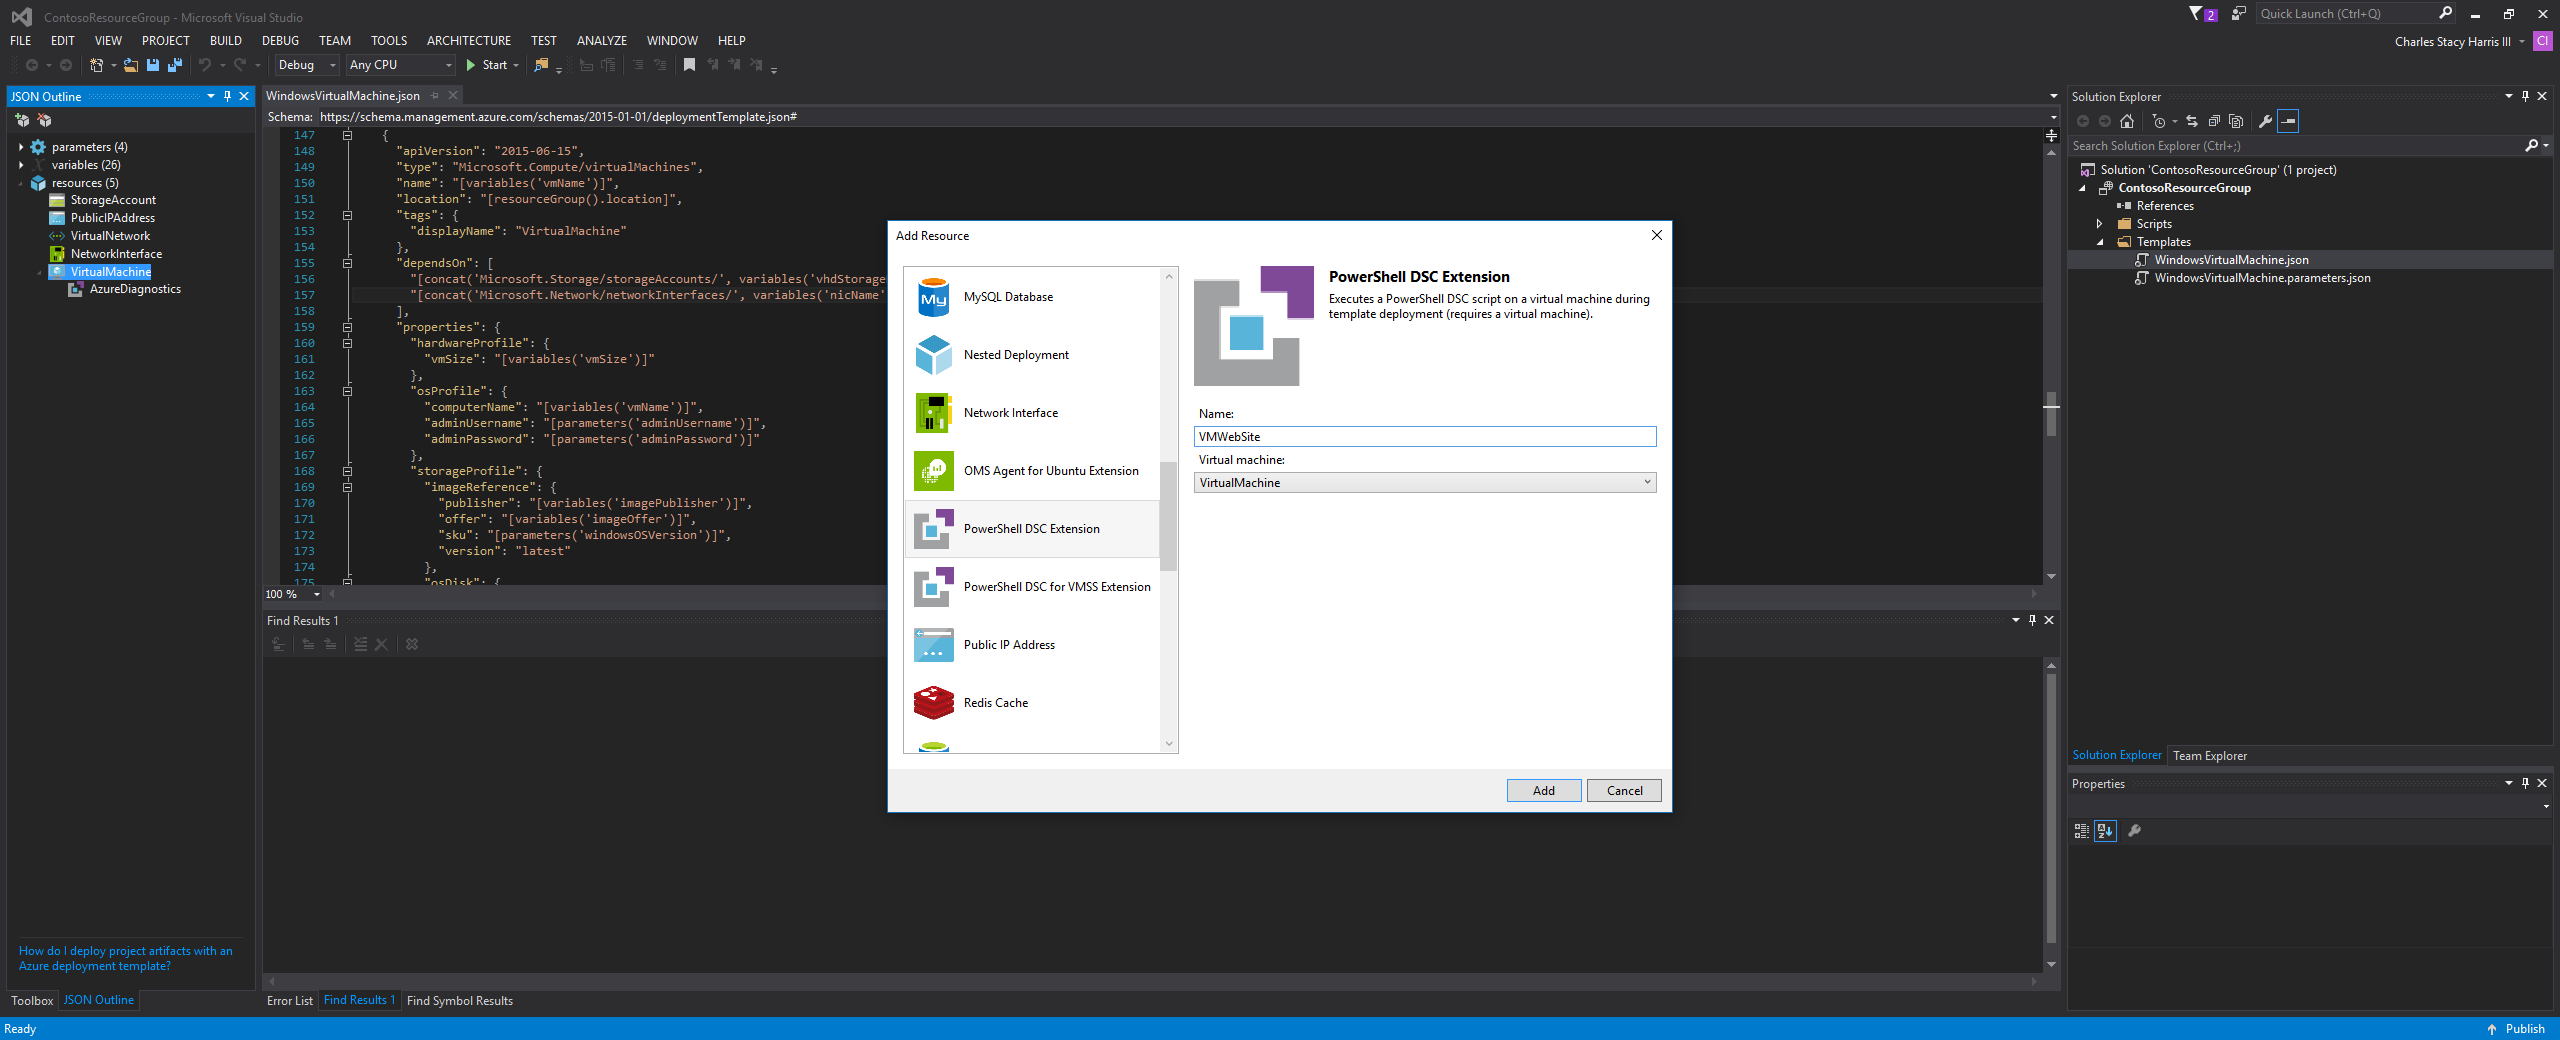 ContosoResourceGroup - Microsoft Visual Studio
2
Quick Launch (Ctrl+Q)
FILE EDIT VIEW PROJECT BUILD DEBUG TEAM TOOLS ARCHITECTURE TEST ANALYZE WINDOW HELP
Charles Stacy Harris III CI
Debug Any CPU Start
JSON Outline
parameters (4)
variables (26)
resources (5)
StorageAccount
PublicIPAddress
VirtualNetwork
NetworkInterface
VirtualMachine
AzureDiagnostics
How do I deploy project artifacts with an
Azure deployment template?
Toolbox JSON Outline
WindowsVirtualMachine.json
Schema: https://schema.management.azure.com/schemas/2015-01-01/deploymentTemplate.json#
147 {
148 "apiVersion": "2015-06-15",
149 "type": "Microsoft.Compute/virtualMachines",
150 "name": "[variables('vmName')]",
151 "location": "[resourceGroup().location]",
152 "tags": {
153 "displayName": "VirtualMachine"
154 },
155 "dependsOn": [
156 "[concat('Microsoft.Storage/storageAccounts/', variables('vhdStorage
157 "[concat('Microsoft.Network/networkInterfaces/', variables('nicName'
158 ],
159 "properties": {
160 "hardwareProfile": {
161 "vmSize": "[variables('vmSize')]"
162 },
163 "osProfile": {
164 "computerName": "[variables('vmName')]",
165 "adminUsername": "[parameters('adminUsername')]",
166 "adminPassword": "[parameters('adminPassword')]"
167 },
168 "storageProfile": {
169 "imageReference": {
170 "publisher": "[variables('imagePublisher')]",
171 "offer": "[variables('imageOffer')]",
172 "sku": "[parameters('windowsOSVersion')]",
173 "version": "latest"
174 },
175 "osDisk": {
100 %
Find Results 1
Error List Find Results 1 Find Symbol Results
Add Resource
My
MySQL Database
Nested Deployment
Network Interface
OMS Agent for Ubuntu Extension
PowerShell DSC Extension
PowerShell DSC for VMSS Extension
Public IP Address
Redis Cache
PowerShell DSC Extension
Executes a PowerShell DSC script on a virtual machine during
template deployment (requires a virtual machine).
Name:
VMWebSite
Virtual machine:
VirtualMachine
Add Cancel
Solution Explorer
Search Solution Explorer (Ctrl+;)
Solution 'ContosoResourceGroup' (1 project)
ContosoResourceGroup
References
Scripts
Templates
WindowsVirtualMachine.json
WindowsVirtualMachine.parameters.json
Solution Explorer Team Explorer
Properties
Ready
Publish